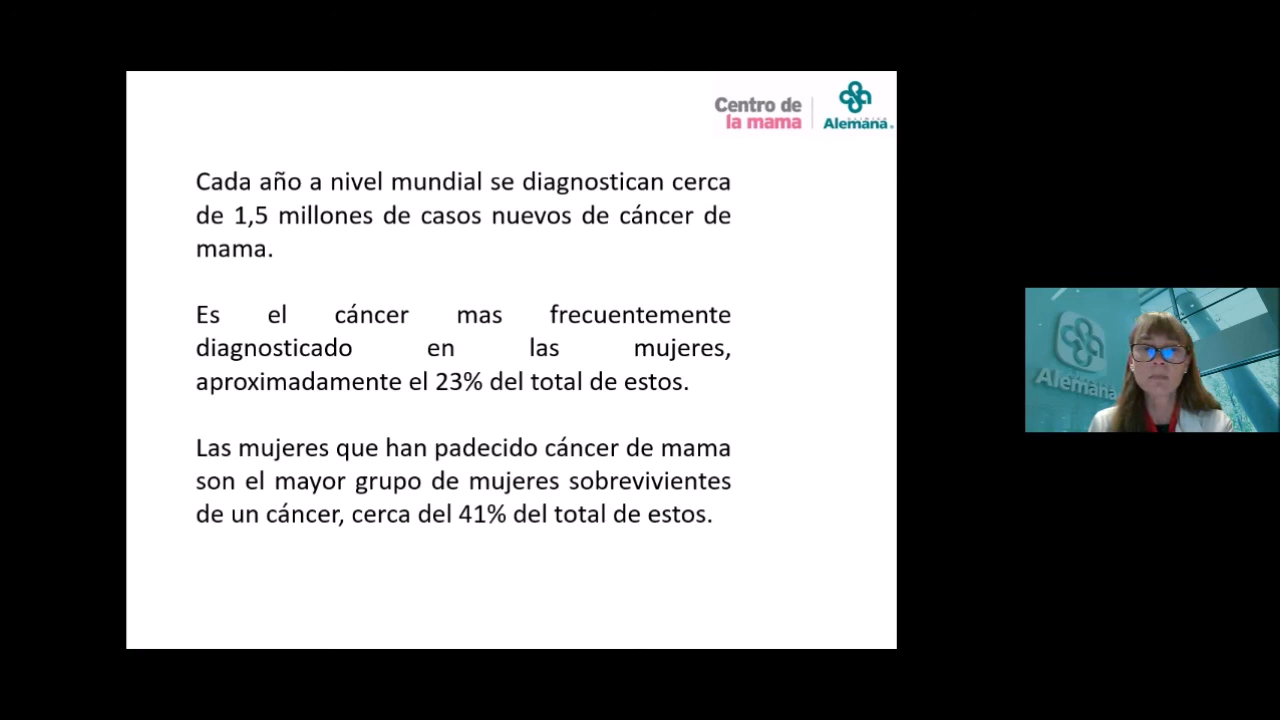 Centro de
la mama
Alemana
Cada año a nivel mundial se diagnostican cerca
de 1,5 millones de casos nuevos de cáncer de
mama.
Es el cáncer mas frecuentemente
diagnosticado en las mujeres,
aproximadamente el 23% del total de estos.
Las mujeres que han padecido cáncer de mama
son el mayor grupo de mujeres sobrevivientes
de un cáncer, cerca del 41% del total de estos.
Alemana